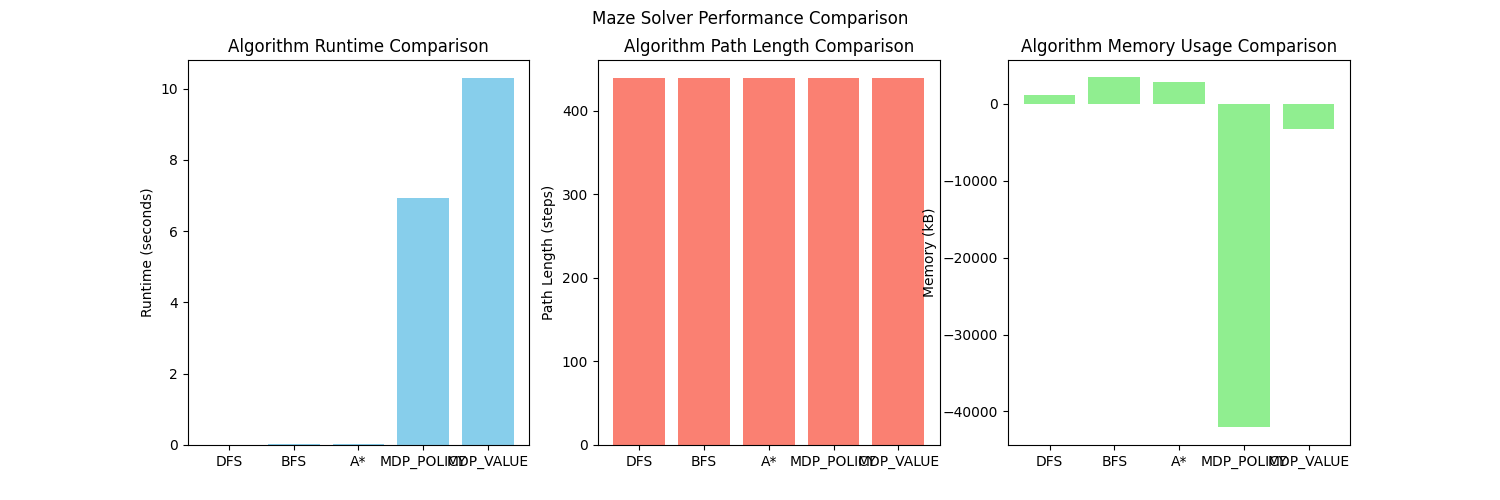 Maze Solver Performance Comparison
Algorithm Runtime Comparison
Runtime (seconds)
10
8
6
4
2
0
DFS BFS A* MDP_POLICY MDP_VALUE
Algorithm Path Length Comparison
Path Length (steps)
400
300
200
100
0
DFS BFS A* MDP_POLICY MDP_VALUE
Algorithm Memory Usage Comparison
Memory (kB)
0
−10000
−20000
−30000
−40000
DFS BFS A* MDP_POLICY MDP_VALUE